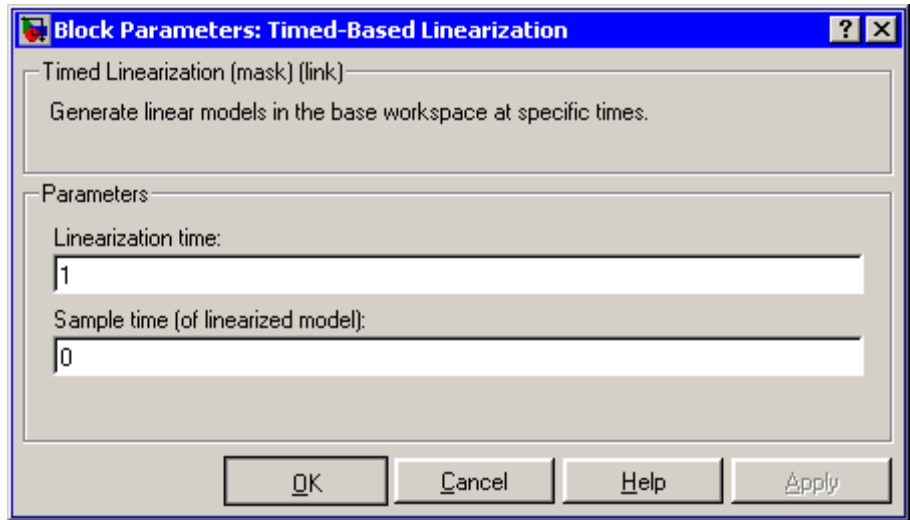 Block Parameters: Timed-Based Linearization
Timed Linearization (mask) (link)
Generate linear models in the base workspace at specific times.
Parameters
Linearization time:
1
Sample time (of linearized model):
0
OK Cancel Help Apply